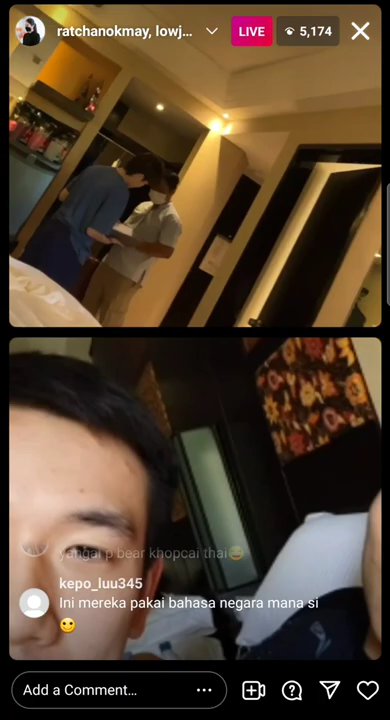 ratchanokmay, lowj...
LIVE
5,174
yangai p bear khopcai thai😅
kepo_luu345
Ini mereka pakai bahasa negara mana si
🙂
Add a Comment...